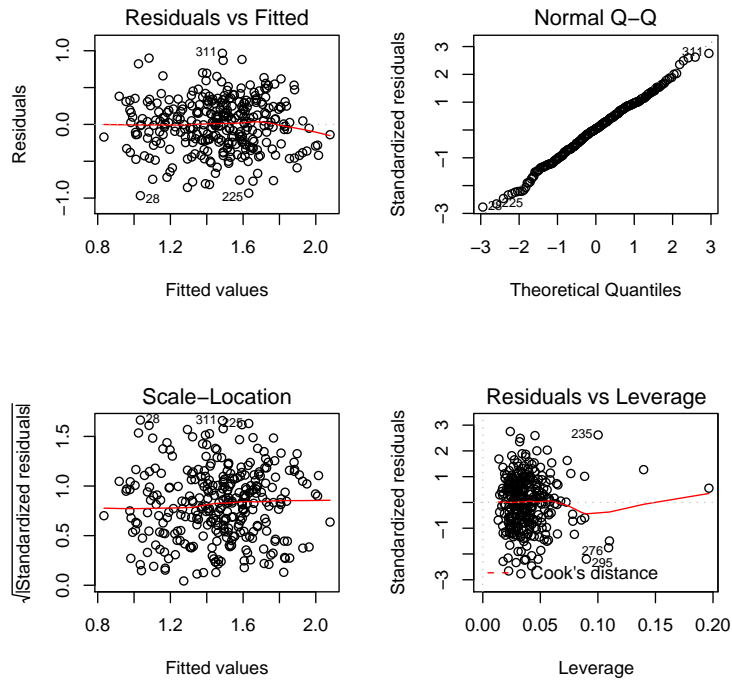 Residuals vs Fitted
Residuals
−1.0 0.0 1.0
311
28
225
0.8 1.2 1.6 2.0
Fitted values
Normal Q−Q
Standardized residuals
−3 −1 1 2 3
311
225
−3 −2 −1 0 1 2 3
Theoretical Quantiles
Scale−Location
√|Standardized residuals|
0.0 0.5 1.0 1.5
28
311
225
0.8 1.2 1.6 2.0
Fitted values
Residuals vs Leverage
Standardized residuals
−3 −1 1 2 3
235
276
295
Cook's distance
0.00 0.05 0.10 0.15 0.20
Leverage